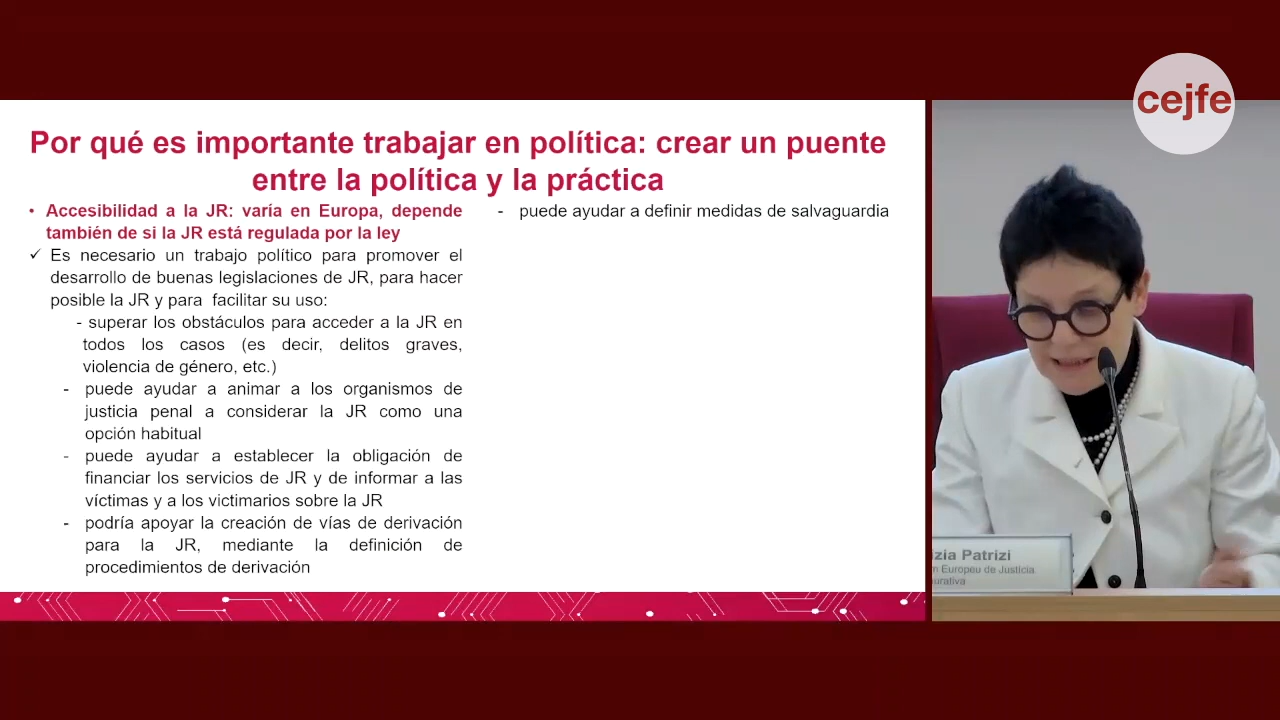 cejfe
Por qué es importante trabajar en política: crear un puente
entre la política y la práctica
• Accesibilidad a la JR: varía en Europa, depende
también de si la JR está regulada por la ley
✓ Es necesario un trabajo político para promover el
desarrollo de buenas legislaciones de JR, para hacer
posible la JR y para facilitar su uso:
- superar los obstáculos para acceder a la JR en
todos los casos (es decir, delitos graves,
violencia de género, etc.)
- puede ayudar a animar a los organismos de
justicia penal a considerar la JR como una
opción habitual
- puede ayudar a establecer la obligación de
financiar los servicios de JR y de informar a las
víctimas y a los victimarios sobre la JR
- podría apoyar la creación de vías de derivación
para la JR, mediante la definición de
procedimientos de derivación
- puede ayudar a definir medidas de salvaguardia
izia Patrizi
m Europeu de Justícia
aurativa